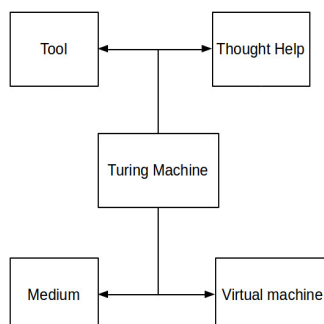 Tool
Thought Help
Turing Machine
Medium
Virtual machine